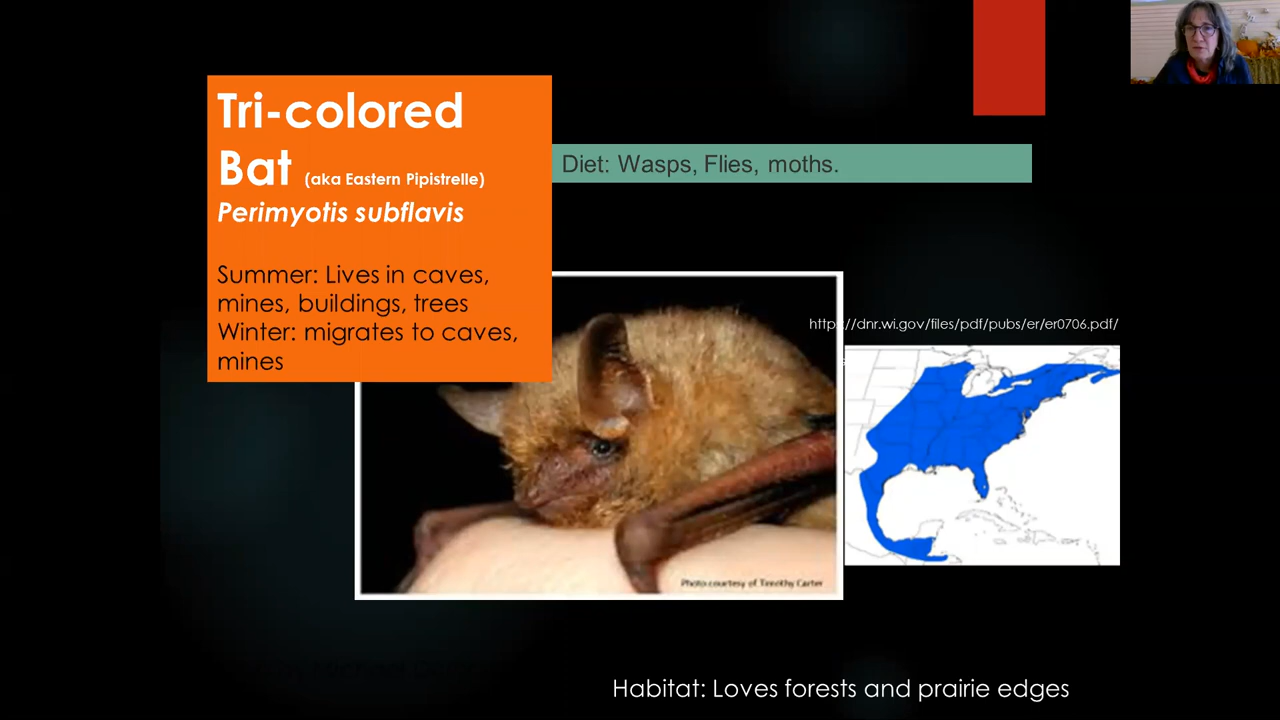 Tri-colored
Bat (aka Eastern Pipistrelle)
Perimyotis subflavis
Summer: Lives in caves,
mines, buildings, trees
Winter: migrates to caves,
mines
Diet: Wasps, Flies, moths.
https://dnr.wi.gov/files/pdf/pubs/er/er0706.pdf/
Photo courtesy of Timothy Carter
Habitat: Loves forests and prairie edges